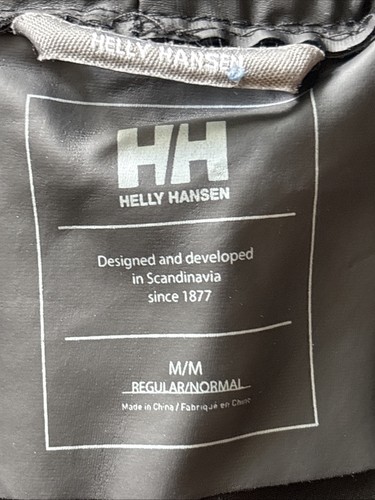 HELLY HANSEN
HH
HELLY HANSEN
Designed and developed
in Scandinavia
since 1877
M/M
REGULAR/NORMAL
Made in China / Fabriqué en Chine